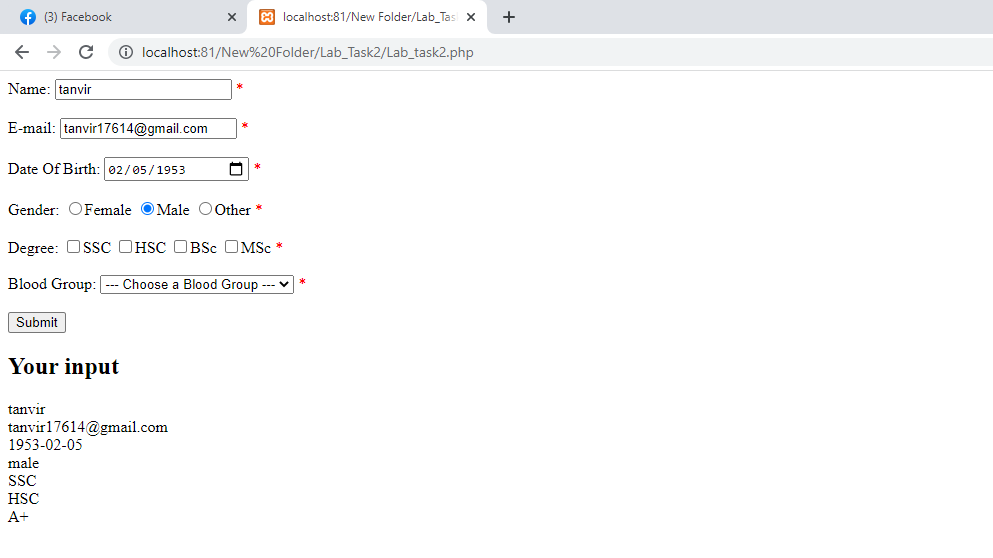 (3) Facebook
localhost:81/New Folder/Lab_Tas
localhost:81/New%20Folder/Lab_Task2/Lab_task2.php
Name: tanvir *
E-mail: tanvir17614@gmail.com *
Date Of Birth: 02/05/1953 *
Gender: Female Male Other *
Degree: SSC HSC BSc MSc *
Blood Group: --- Choose a Blood Group --- *
Submit
Your input
tanvir
tanvir17614@gmail.com
1953-02-05
male
SSC
HSC
A+